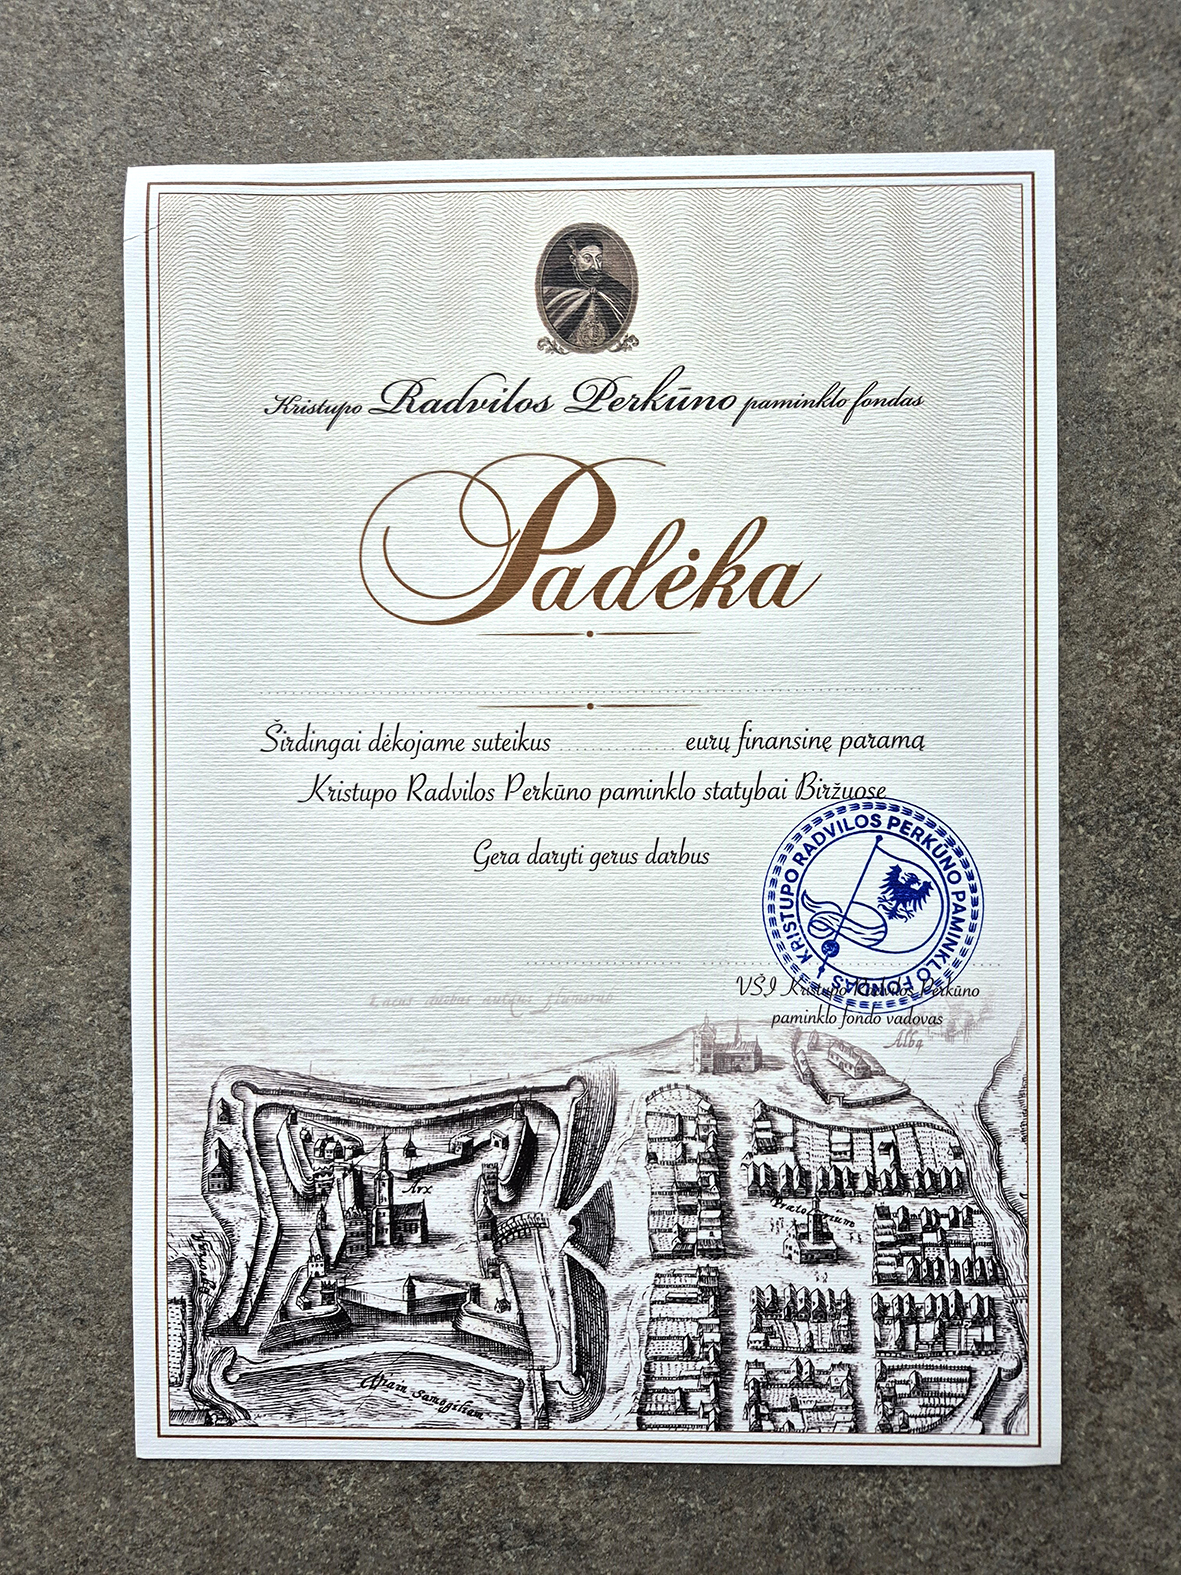 Kristupo Radvilos Perkūno paminklo fondas
Padėka
Širdingai dėkojame suteikus ................ eurų finansinę paramą
Kristupo Radvilos Perkūno paminklo statybai Biržuose
Gera daryti gerus darbus
KRISTUPO RADVILOS PERKŪNO PAMINKLO FONDAS
VŠĮ Kristupo Radvilos Perkūno
paminklo fondo vadovas
Alba
Arx